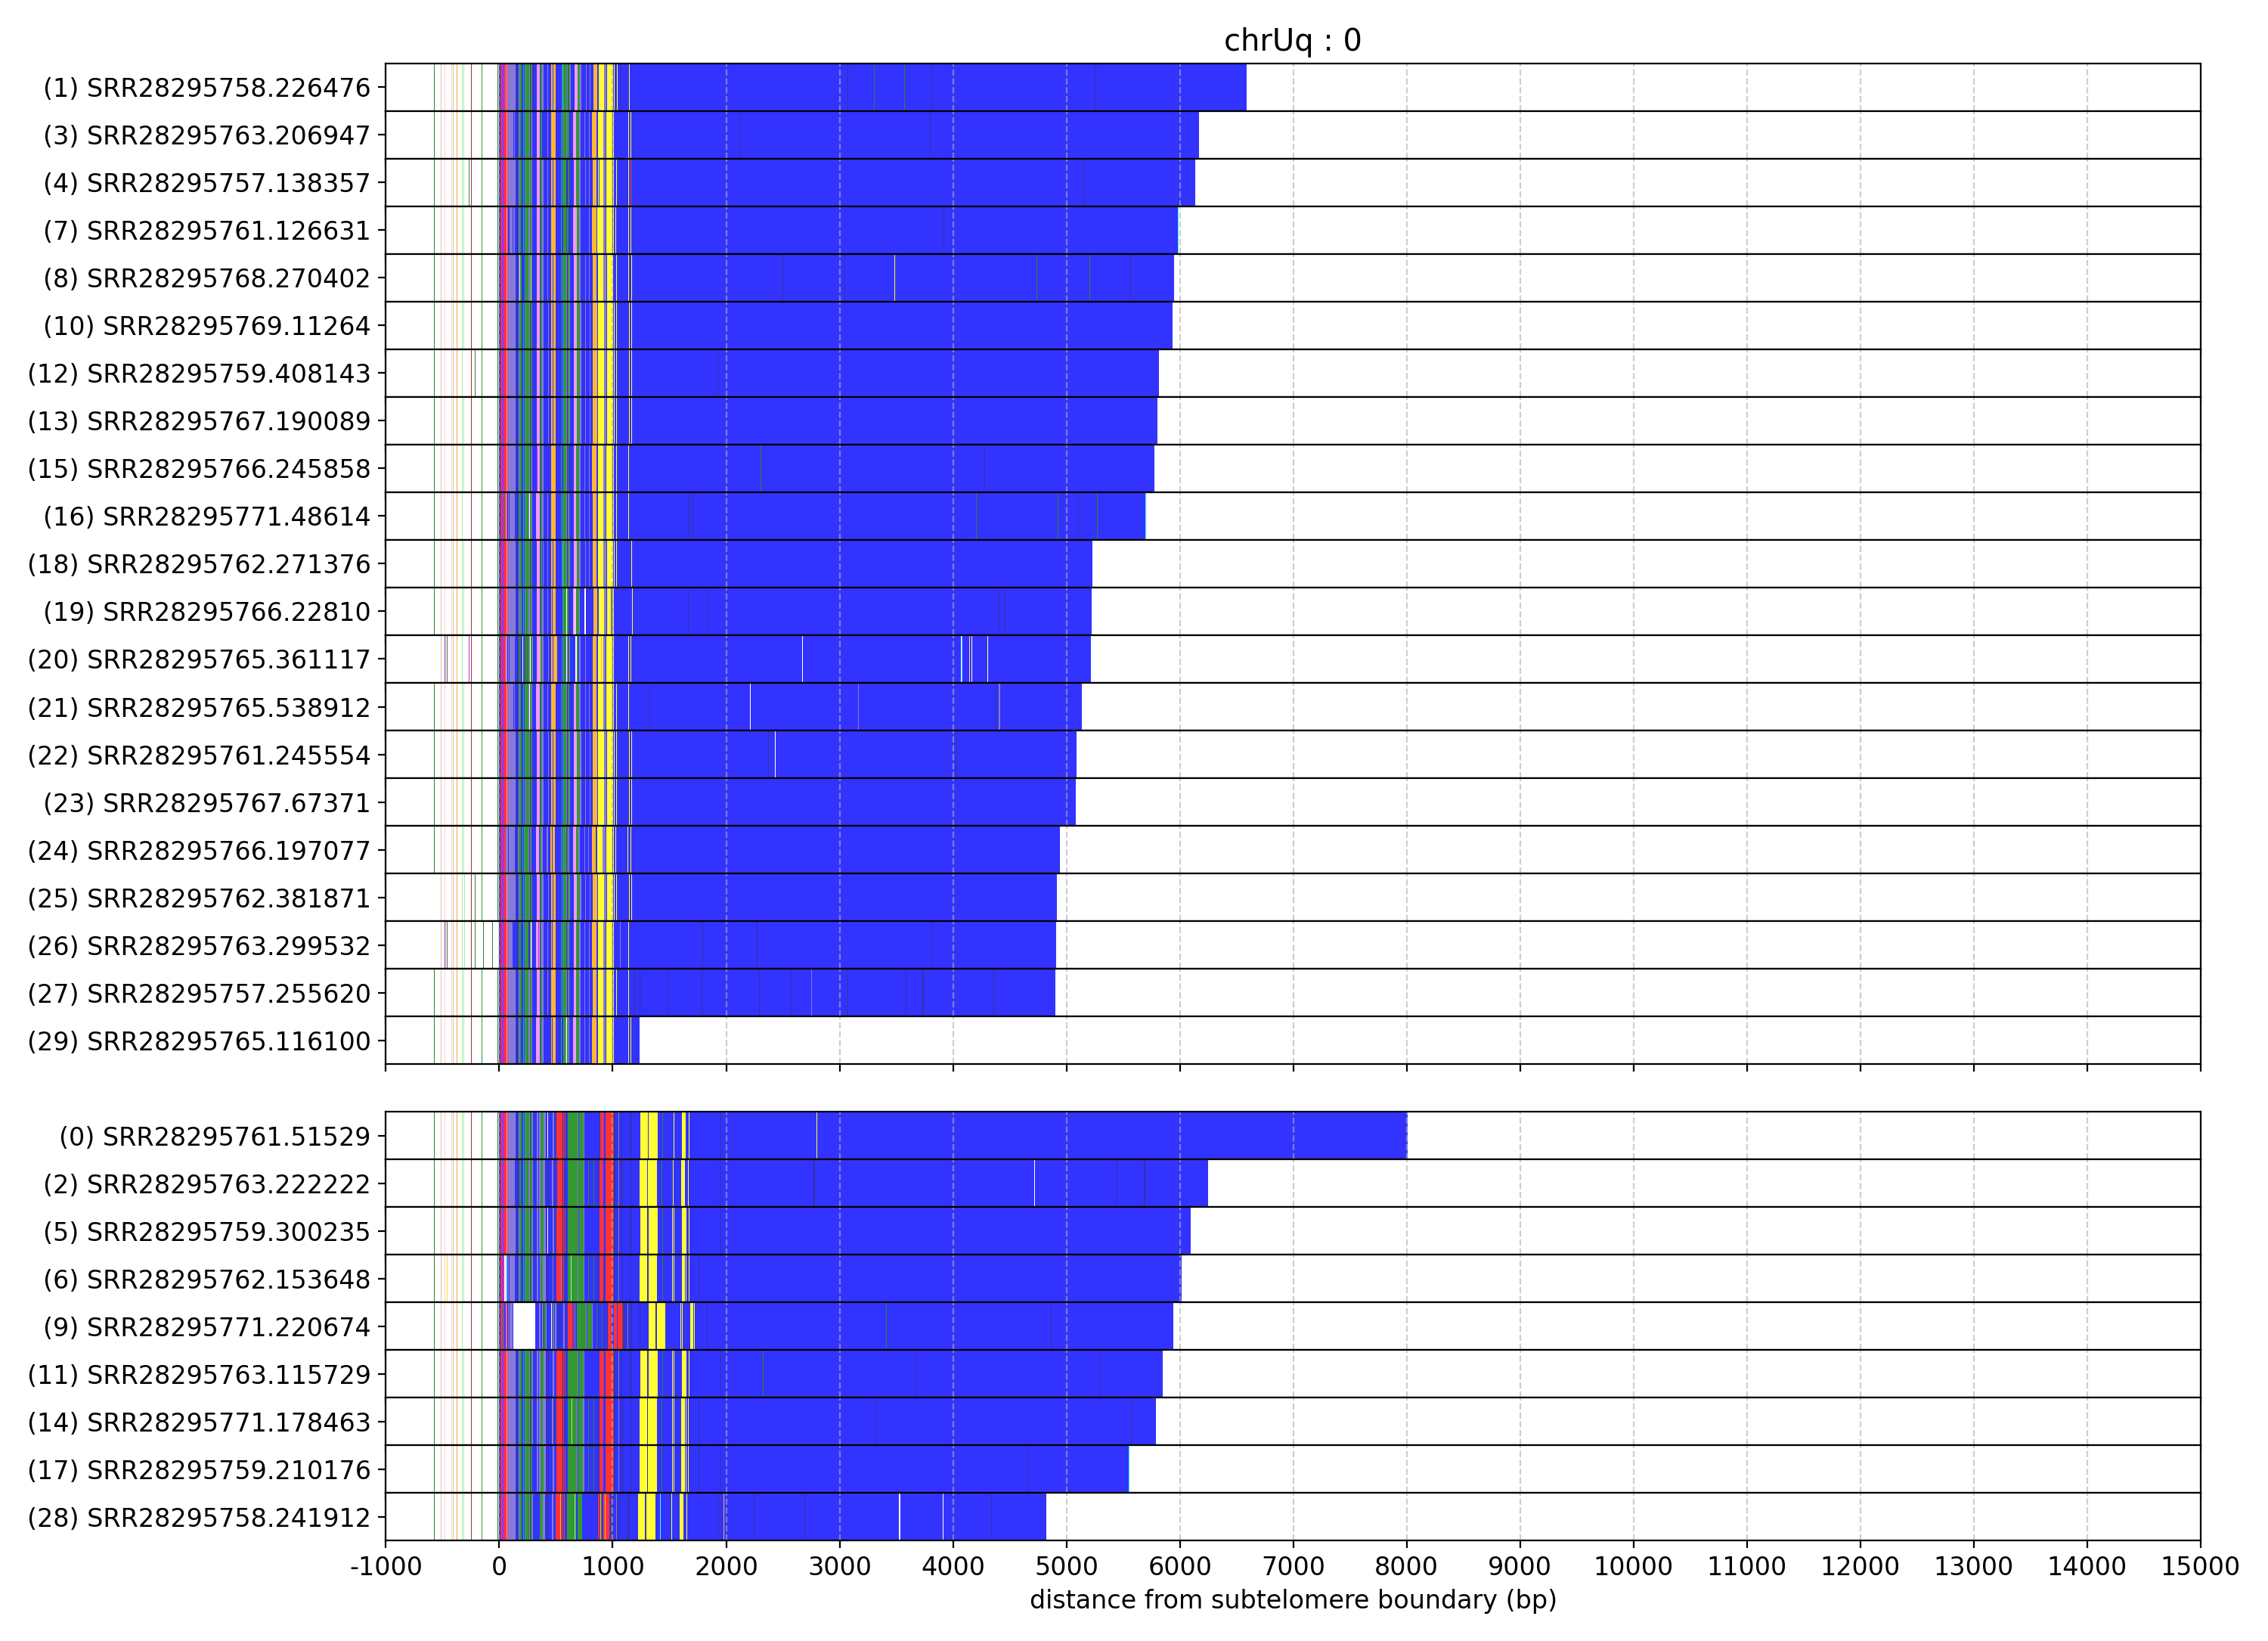 chrUq : 0
(1) SRR28295758.226476
(3) SRR28295763.206947
(4) SRR28295757.138357
(7) SRR28295761.126631
(8) SRR28295768.270402
(10) SRR28295769.11264
(12) SRR28295759.408143
(13) SRR28295767.190089
(15) SRR28295766.245858
(16) SRR28295771.48614
(18) SRR28295762.271376
(19) SRR28295766.22810
(20) SRR28295765.361117
(21) SRR28295765.538912
(22) SRR28295761.245554
(23) SRR28295767.67371
(24) SRR28295766.197077
(25) SRR28295762.381871
(26) SRR28295763.299532
(27) SRR28295757.255620
(29) SRR28295765.116100
(0) SRR28295761.51529
(2) SRR28295763.222222
(5) SRR28295759.300235
(6) SRR28295762.153648
(9) SRR28295771.220674
(11) SRR28295763.115729
(14) SRR28295771.178463
(17) SRR28295759.210176
(28) SRR28295758.241912
-1000 0 1000 2000 3000 4000 5000 6000 7000 8000 9000 10000 11000 12000 13000 14000 15000
distance from subtelomere boundary (bp)